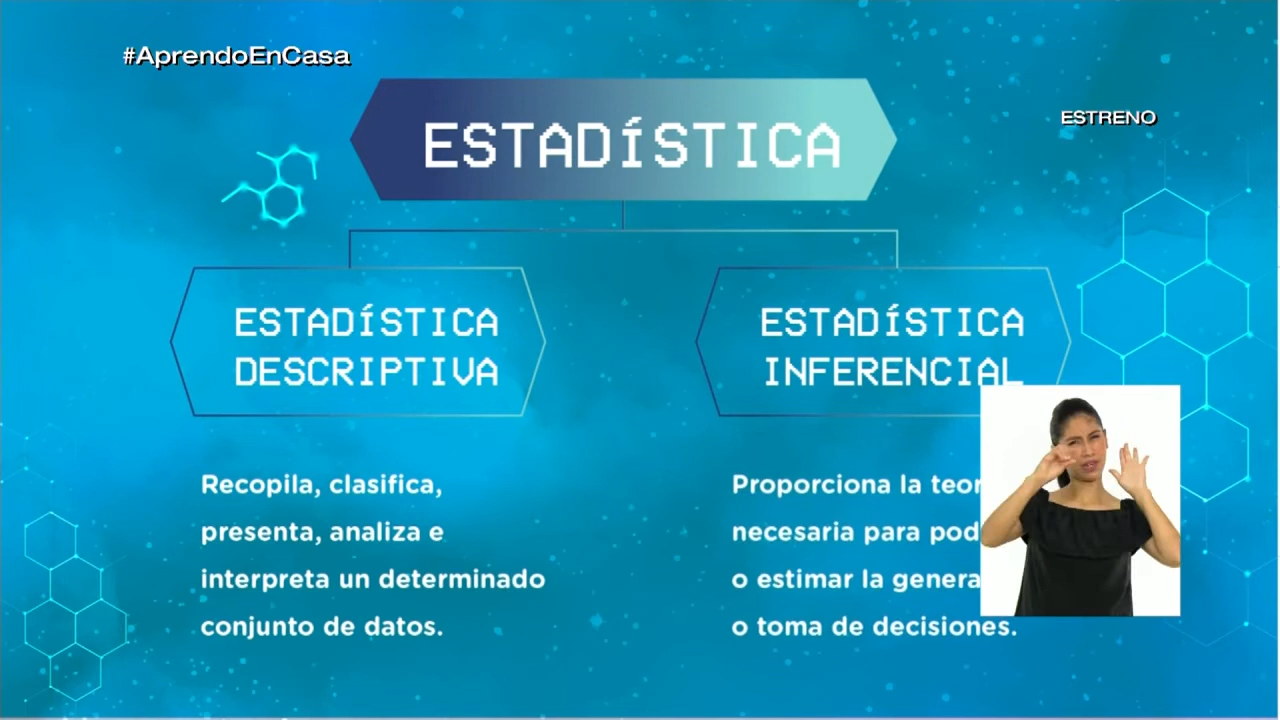 #AprendoEnCasa
ESTADÍSTICA
ESTRENO
ESTADÍSTICA
DESCRIPTIVA
Recopila, clasifica,
presenta, analiza e
interpreta un determinado
conjunto de datos.
ESTADÍSTICA
INFERENCIAL
Proporciona la
necesaria para
o estimar la
o toma de decisiones.